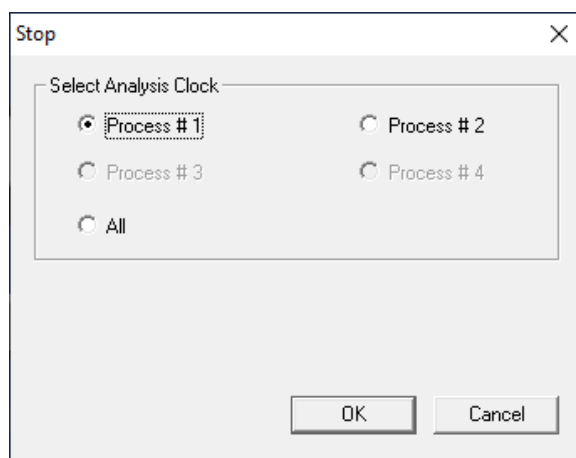 Stop
Select Analysis Clock
Process # 1 Process # 2
Process # 3 Process # 4
All
OK Cancel